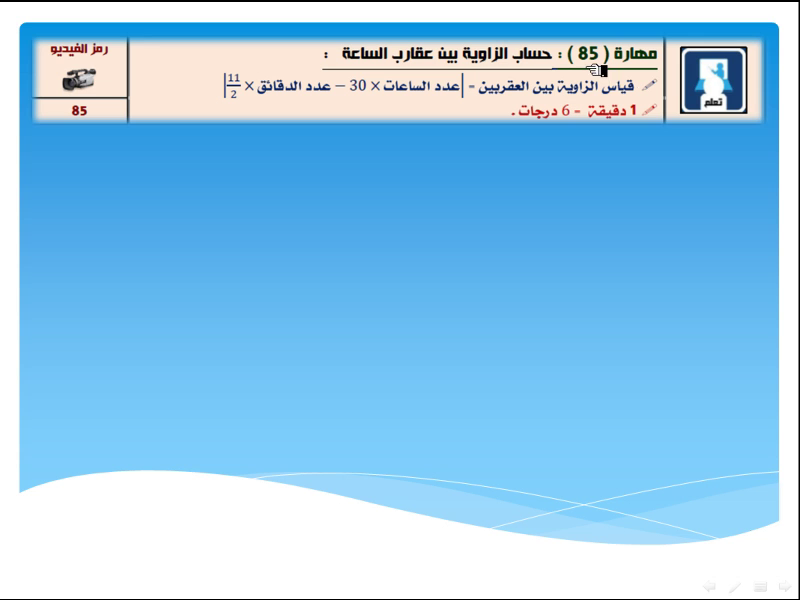 مهارة ( 85 ) : حساب الزاوية بين عقارب الساعة :
قياس الزاوية بين العقربين = |عدد الساعات × 30 − عدد الدقائق × 11/2|
1 دقيقة = 6 درجات .
تعلم
رمز الفيديو
85